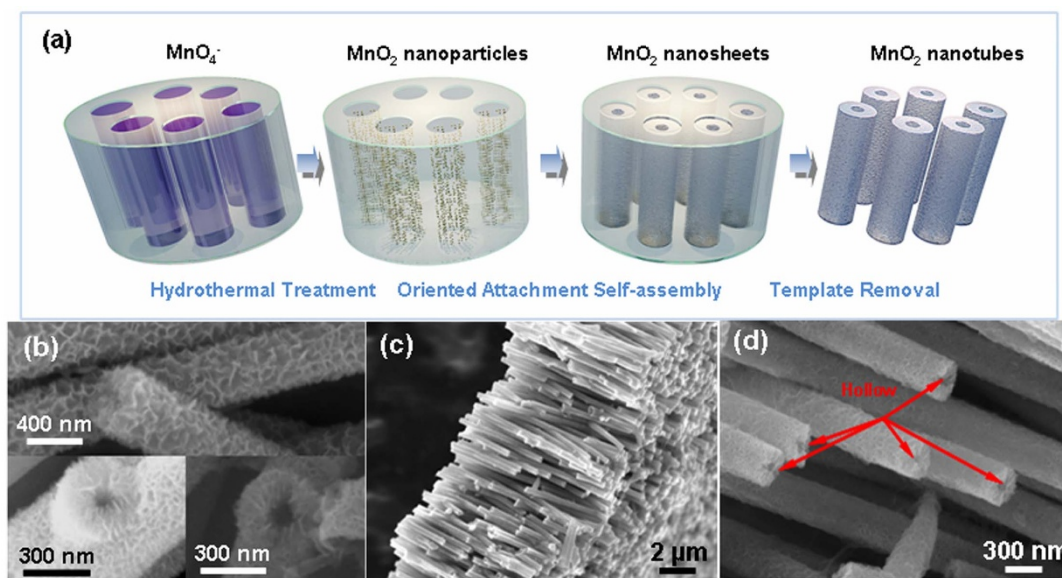 (a)
MnO₄⁻
MnO₂ nanoparticles
MnO₂ nanosheets
MnO₂ nanotubes
Hydrothermal Treatment
Oriented Attachment Self-assembly
Template Removal
(b)
400 nm
300 nm
300 nm
(c)
2 μm
(d)
Hollow
300 nm